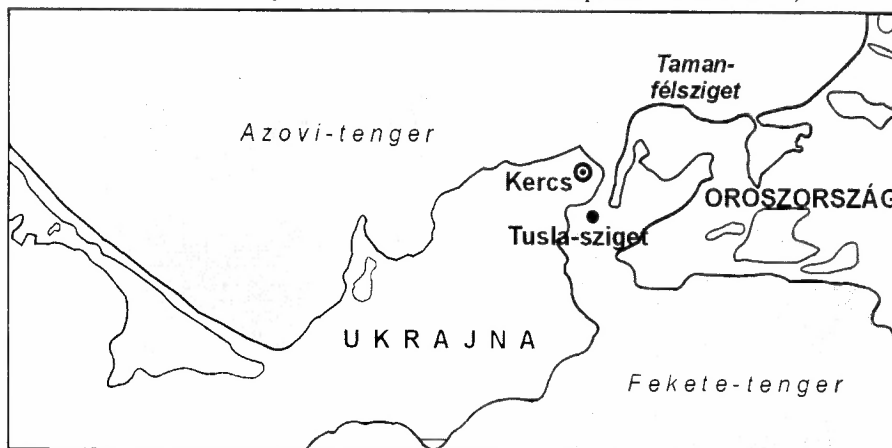 Taman-
félsziget
Azovi-tenger
Kercs
OROSZORSZÁG
Tusla-sziget
UKRAJNA
Fekete-tenger